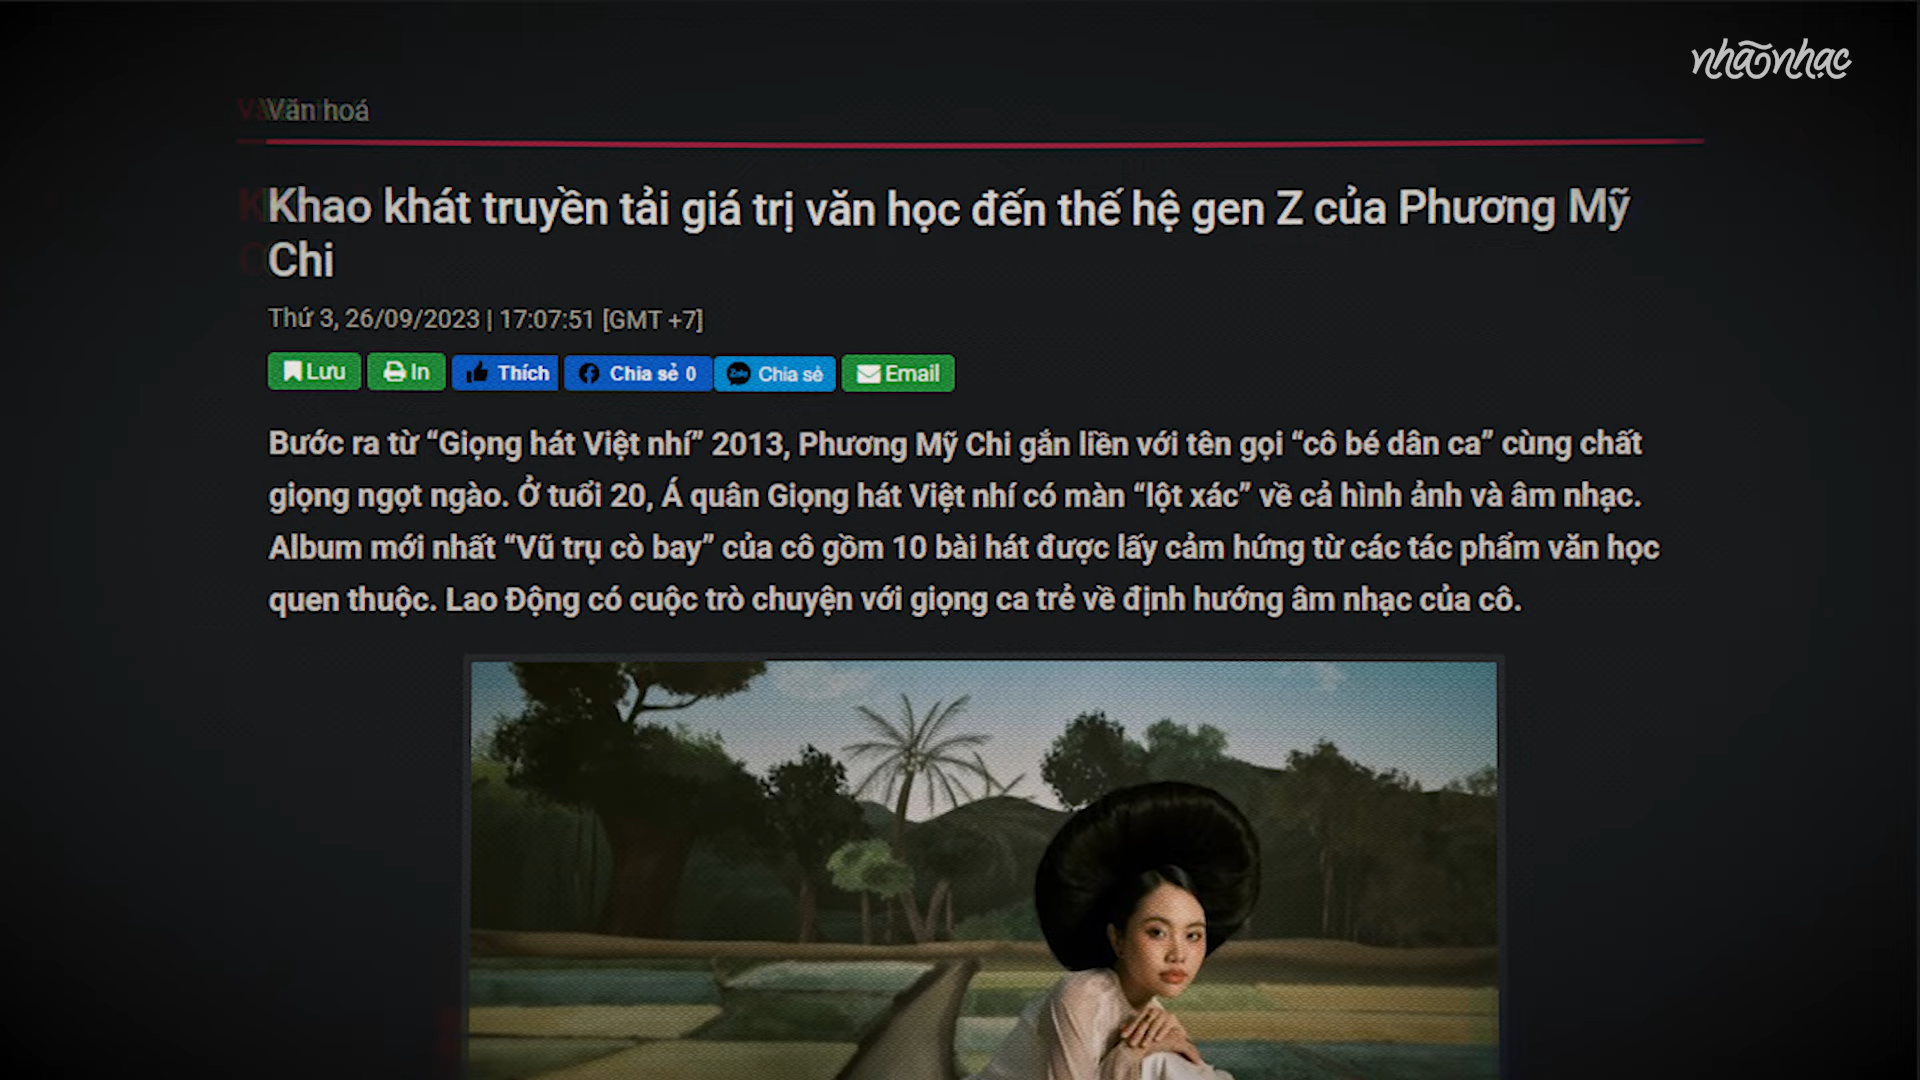 nhãnhạc
Văn hoá
Khao khát truyền tải giá trị văn học đến thế hệ gen Z của Phương Mỹ
Chi
Thứ 3, 26/09/2023 | 17:07:51 [GMT +7]
Lưu In Thích Chia sẻ 0 Zalo Chia sẻ Email
Bước ra từ “Giọng hát Việt nhí” 2013, Phương Mỹ Chi gắn liền với tên gọi “cô bé dân ca” cùng chất
giọng ngọt ngào. Ở tuổi 20, Á quân Giọng hát Việt nhí có màn “lột xác” về cả hình ảnh và âm nhạc.
Album mới nhất “Vũ trụ cò bay” của cô gồm 10 bài hát được lấy cảm hứng từ các tác phẩm văn học
quen thuộc. Lao Động có cuộc trò chuyện với giọng ca trẻ về định hướng âm nhạc của cô.